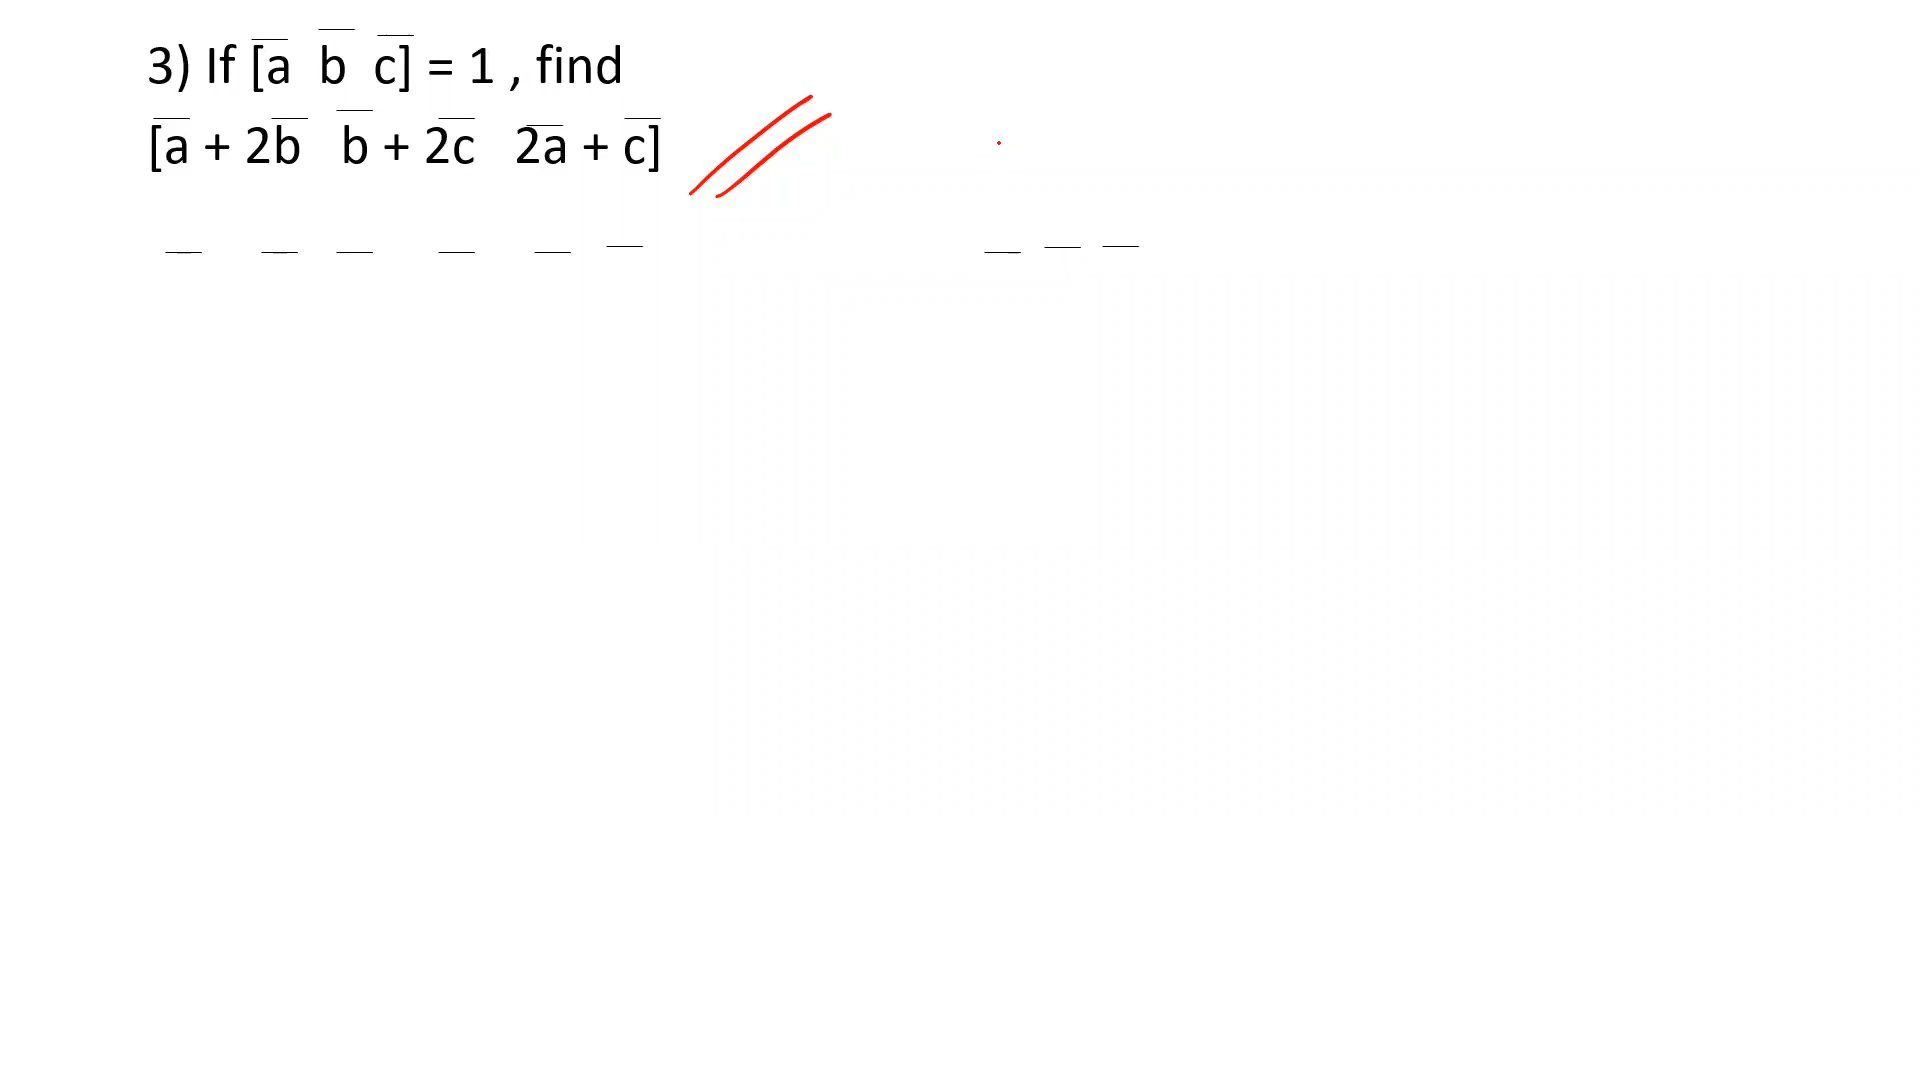 3) If [a̅ b̅ c̅] = 1 , find
[a̅ + 2b̅ b̅ + 2c̅ 2a̅ + c̅]